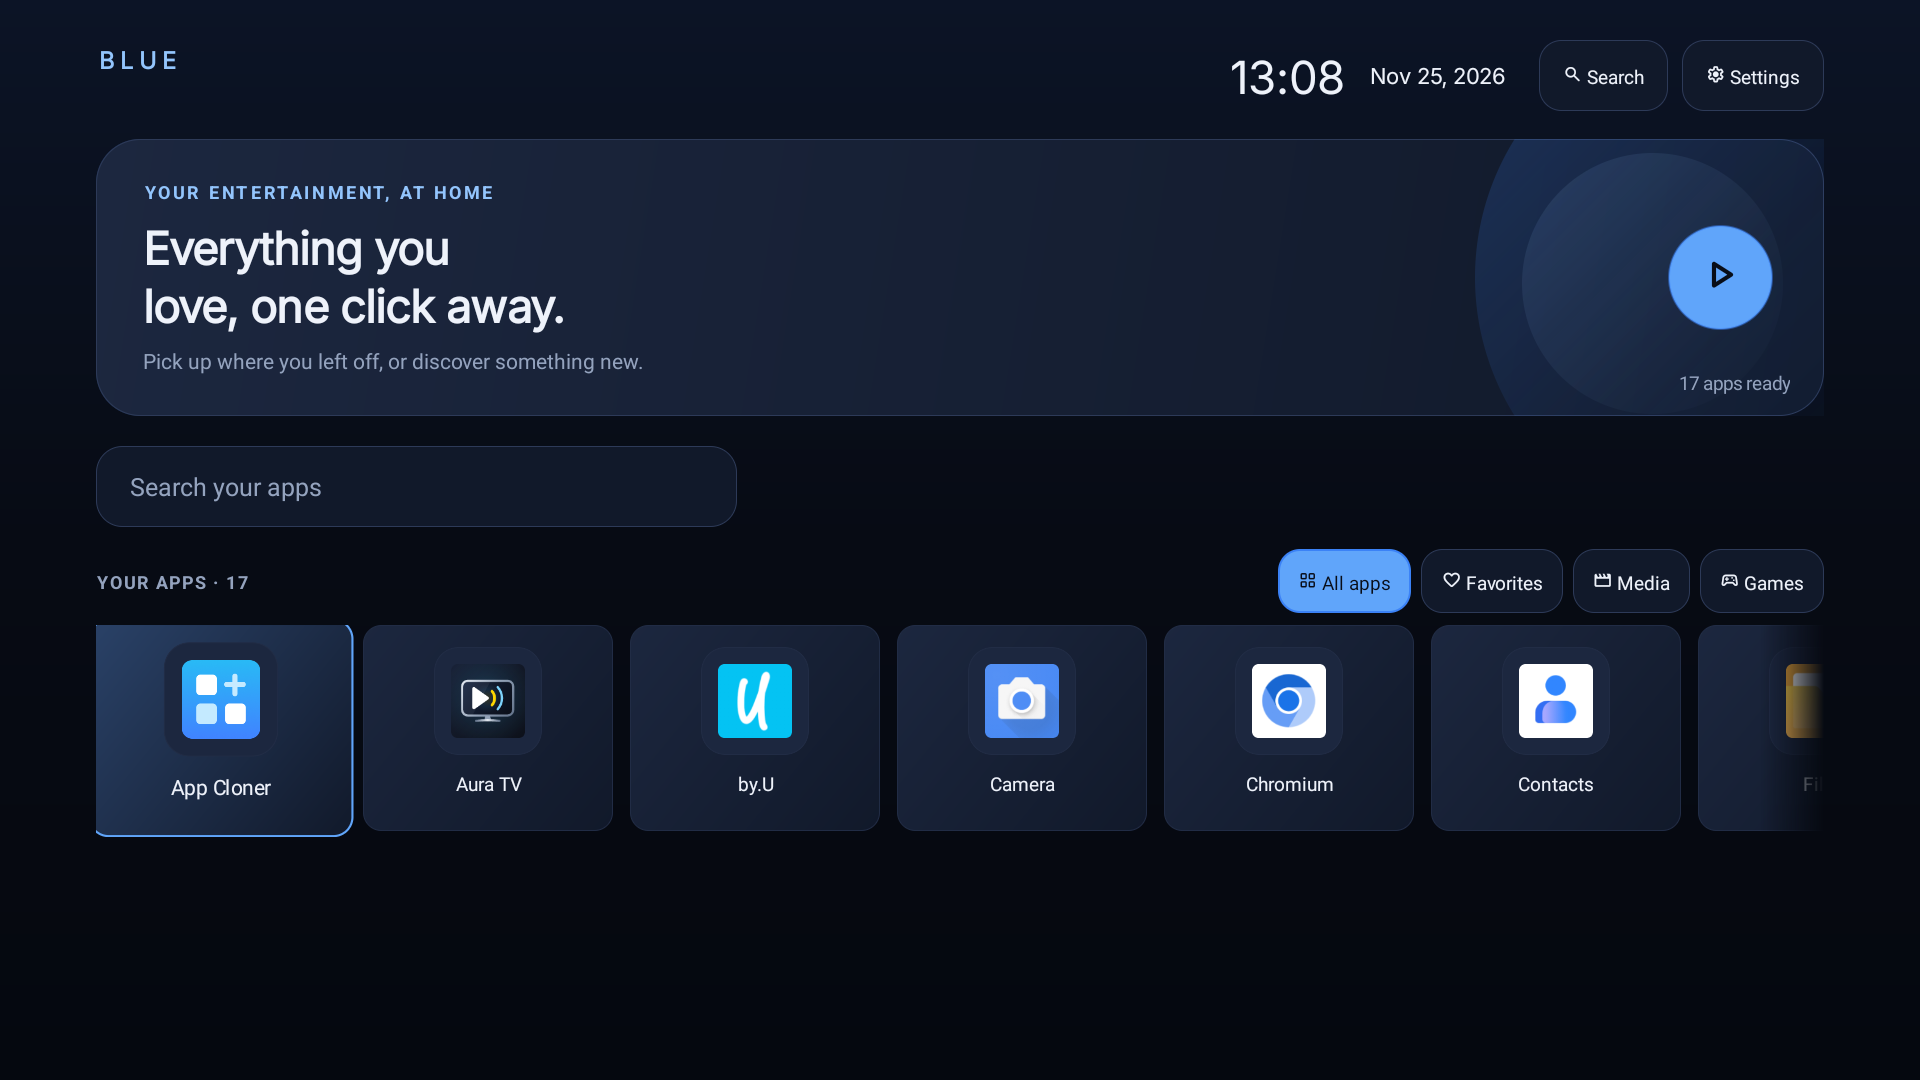 BLUE
13:08
Nov 25, 2026
Search
Settings
YOUR ENTERTAINMENT, AT HOME
Everything you
love, one click away.
Pick up where you left off, or discover something new.
17 apps ready
Search your apps
YOUR APPS · 17
All apps
Favorites
Media
Games
App Cloner
Aura TV
by.U
Camera
Chromium
Contacts